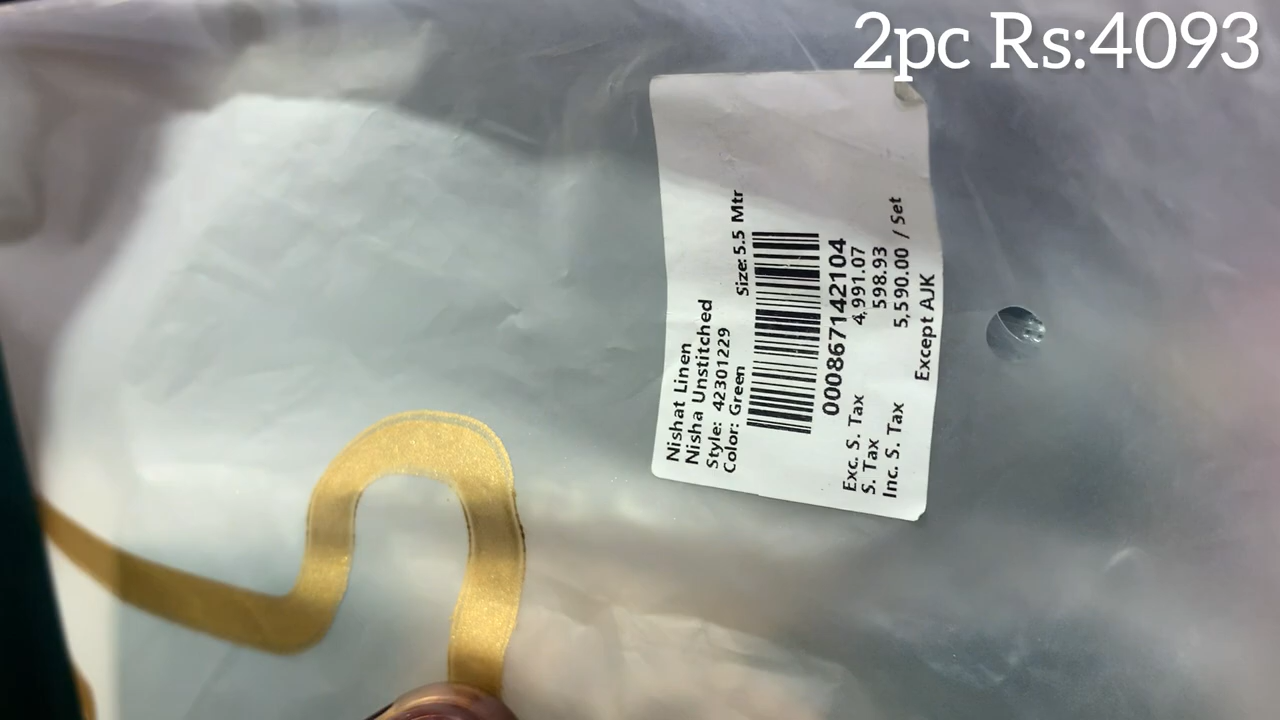 2pc Rs:4093
Nishat Linen
Nisha Unstitched
Style: 42301229
Color: Green Size: 5.5 Mtr
000867142104
Exc. S. Tax 4,991.07
S. Tax 598.93
Inc. S. Tax 5,590.00 / Set
Except AJK